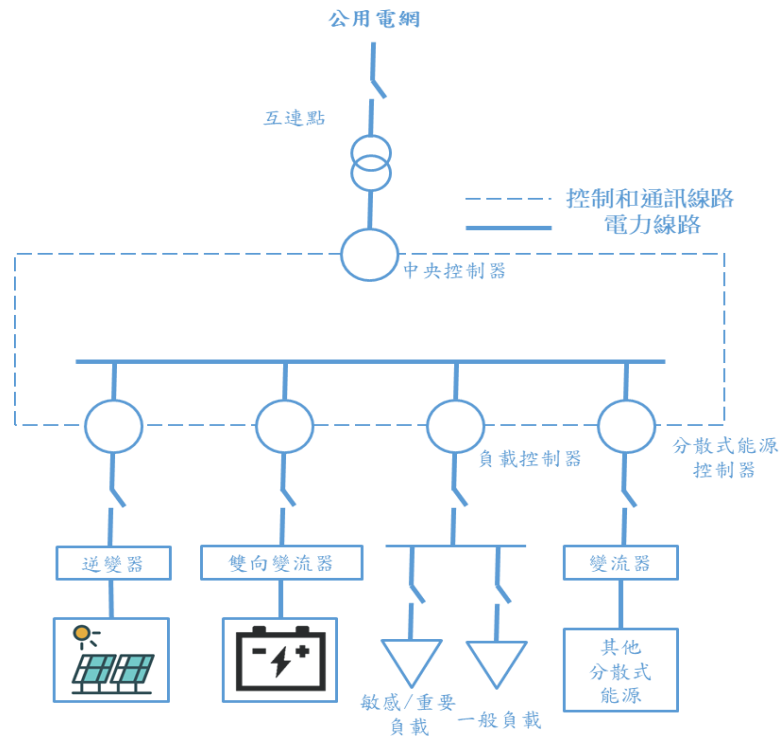 公用電網
互連點
控制和通訊線路
電力線路
中央控制器
負載控制器
分散式能源
控制器
逆變器
雙向變流器
變流器
其他
分散式
能源
敏感/重要
負載
一般負載